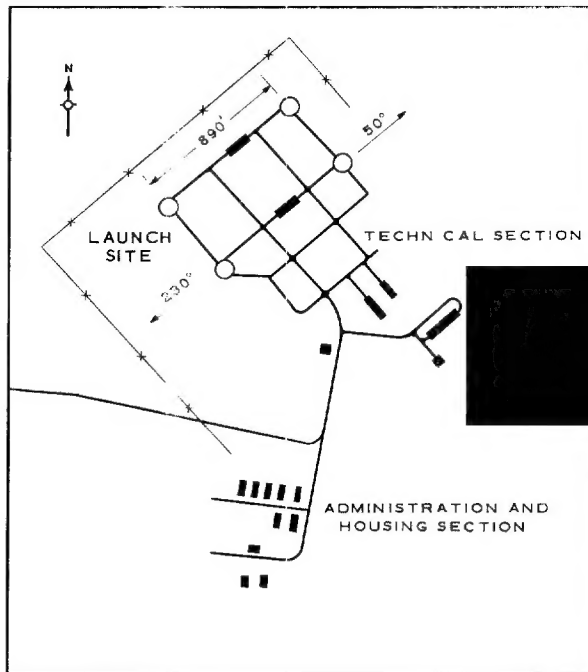 N
890'
50°
LAUNCH
SITE
TECHN CAL SECTION
230°
ADMINISTRATION AND
HOUSING SECTION